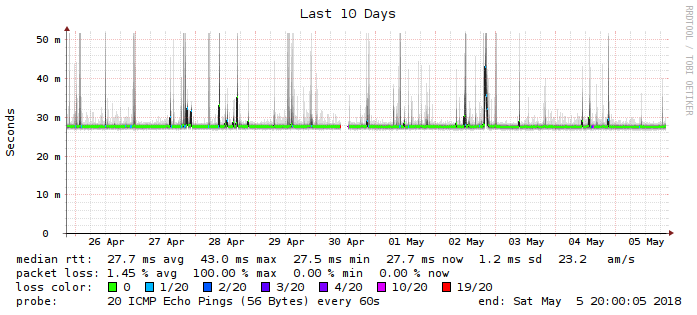 Last 10 Days
RRDTOOL / TOBI OETIKER
Seconds
50 m
40 m
30 m
20 m
10 m
0
26 Apr 27 Apr 28 Apr 29 Apr 30 Apr 01 May 02 May 03 May 04 May 05 May
median rtt: 27.7 ms avg 43.0 ms max 27.5 ms min 27.7 ms now 1.2 ms sd 23.2 am/s
packet loss: 1.45 % avg 100.00 % max 0.00 % min 0.00 % now
loss color: 0 1/20 2/20 3/20 4/20 10/20 19/20
probe: 20 ICMP Echo Pings (56 Bytes) every 60s end: Sat May 5 20:00:05 2018